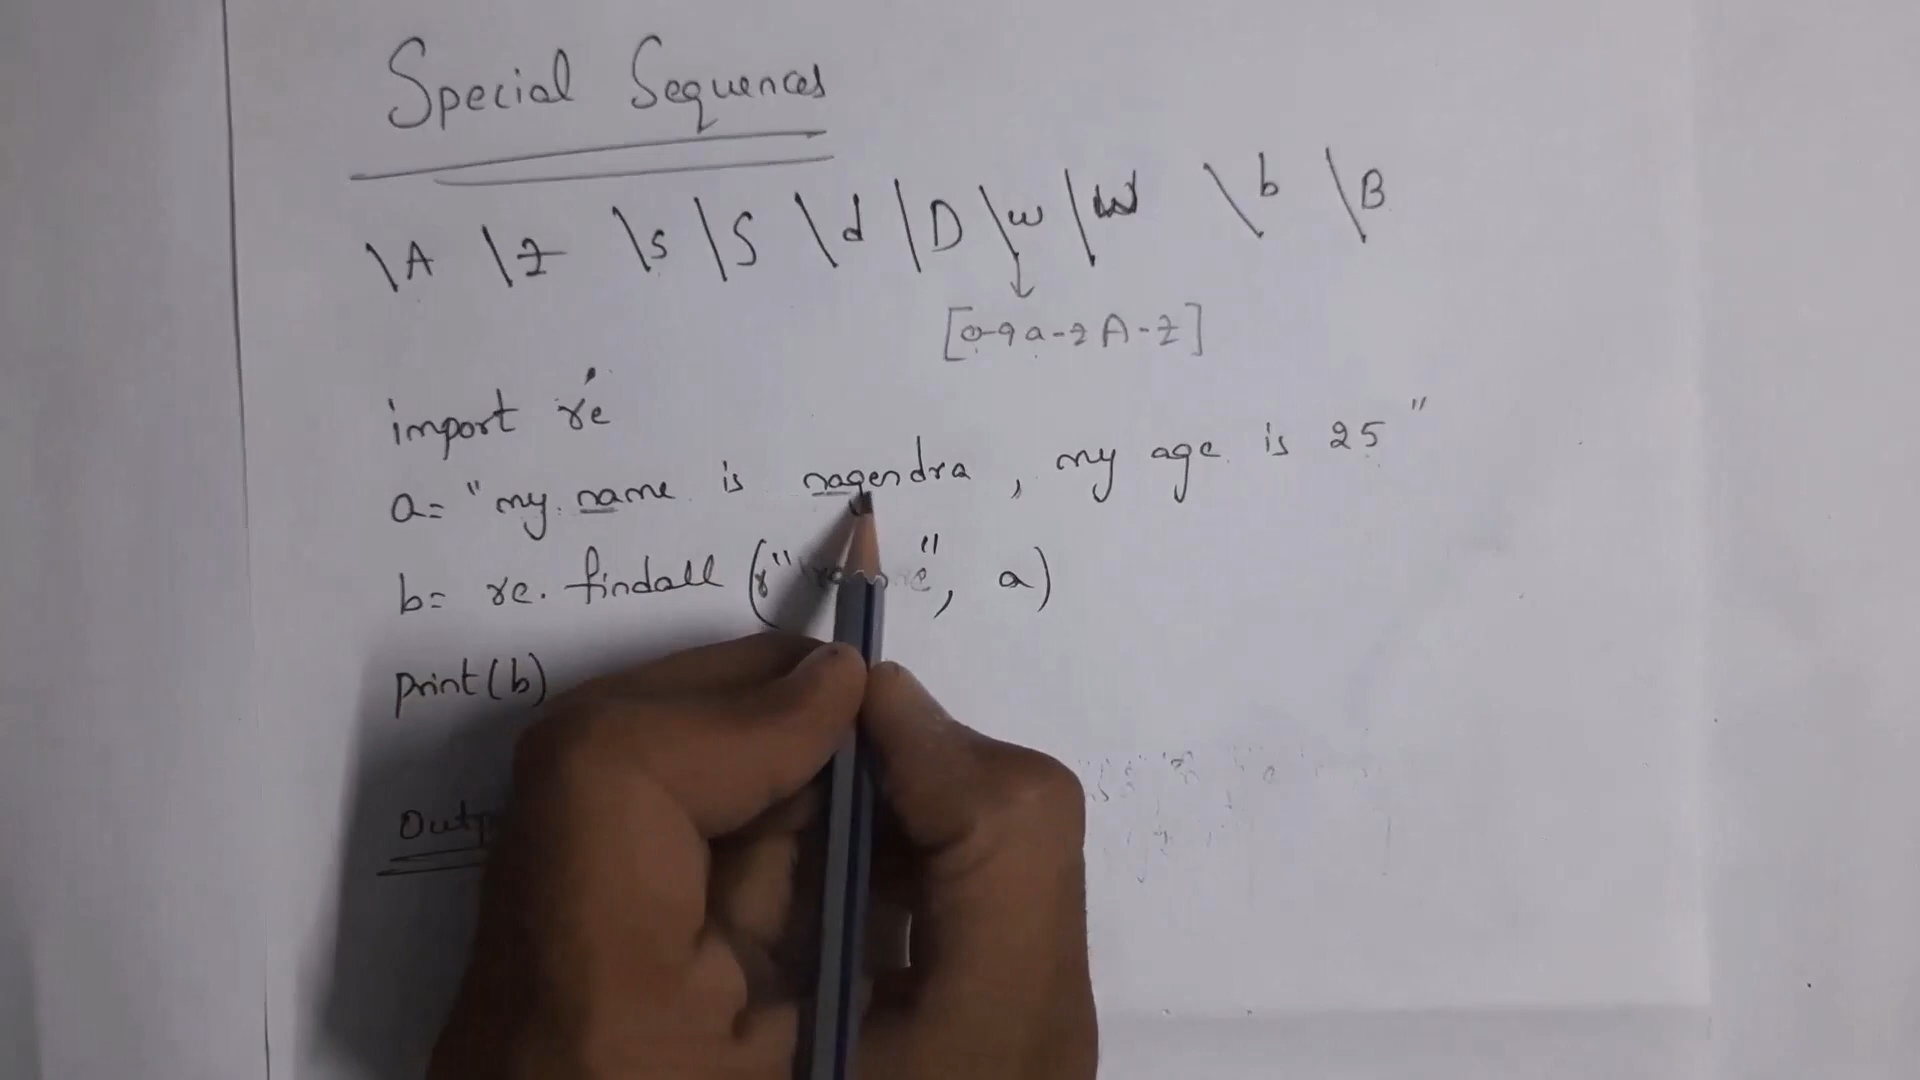 Special Sequences
\A \Z \s \S \d \D \w \W \b \B
[0-9a-zA-Z]
import re
a= "my name is nagendra, my age is 25"
b= re.findall (r" ", a)
print(b)